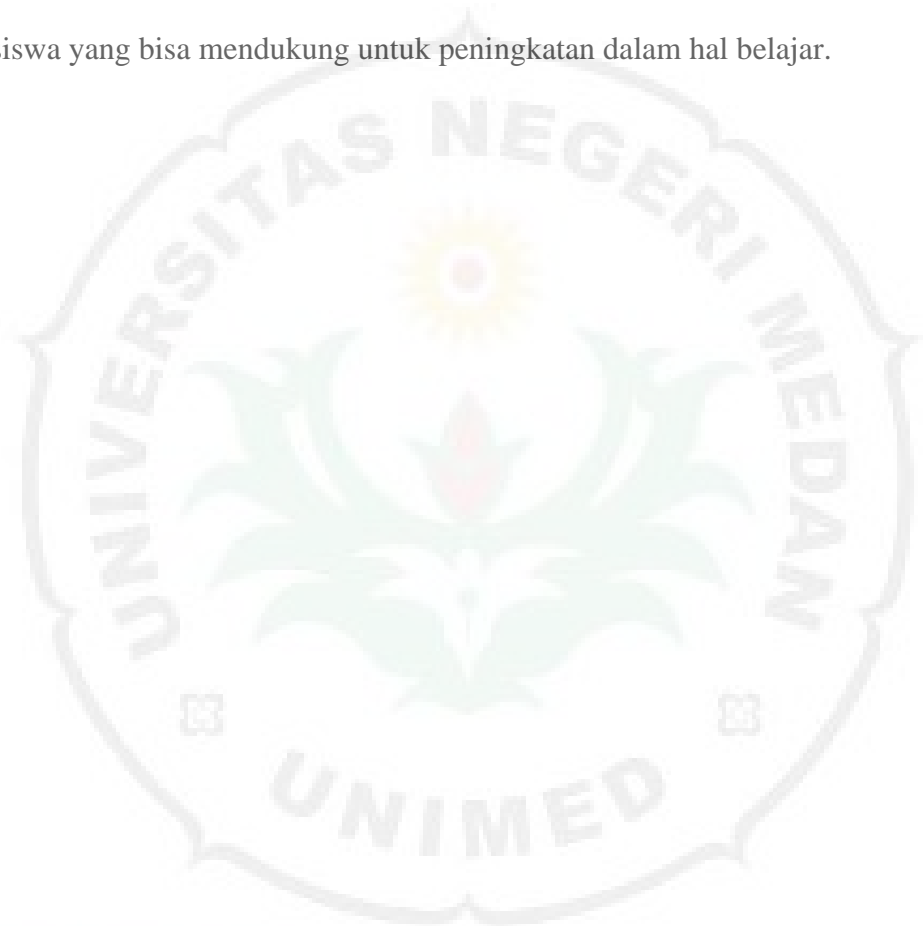 siswa yang bisa mendukung untuk peningkatan dalam hal belajar.
UNIVERSITAS NEGERI MEDAN
UNIMED